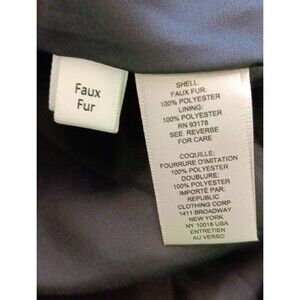 Faux
Fur
SHELL:
FAUX FUR:
100% POLYESTER
LINING:
100% POLYESTER
RN 93178
SEE REVERSE
FOR CARE
COQUILLE:
FOURRURE D'IMITATION
100% POLYESTER
DOUBLURE:
100% POLYESTER
IMPORTÉ PAR:
REPUBLIC
CLOTHING CORP
1411 BROADWAY
NEW YORK
NY 10018 USA
ENTRETIEN
AU VERSO